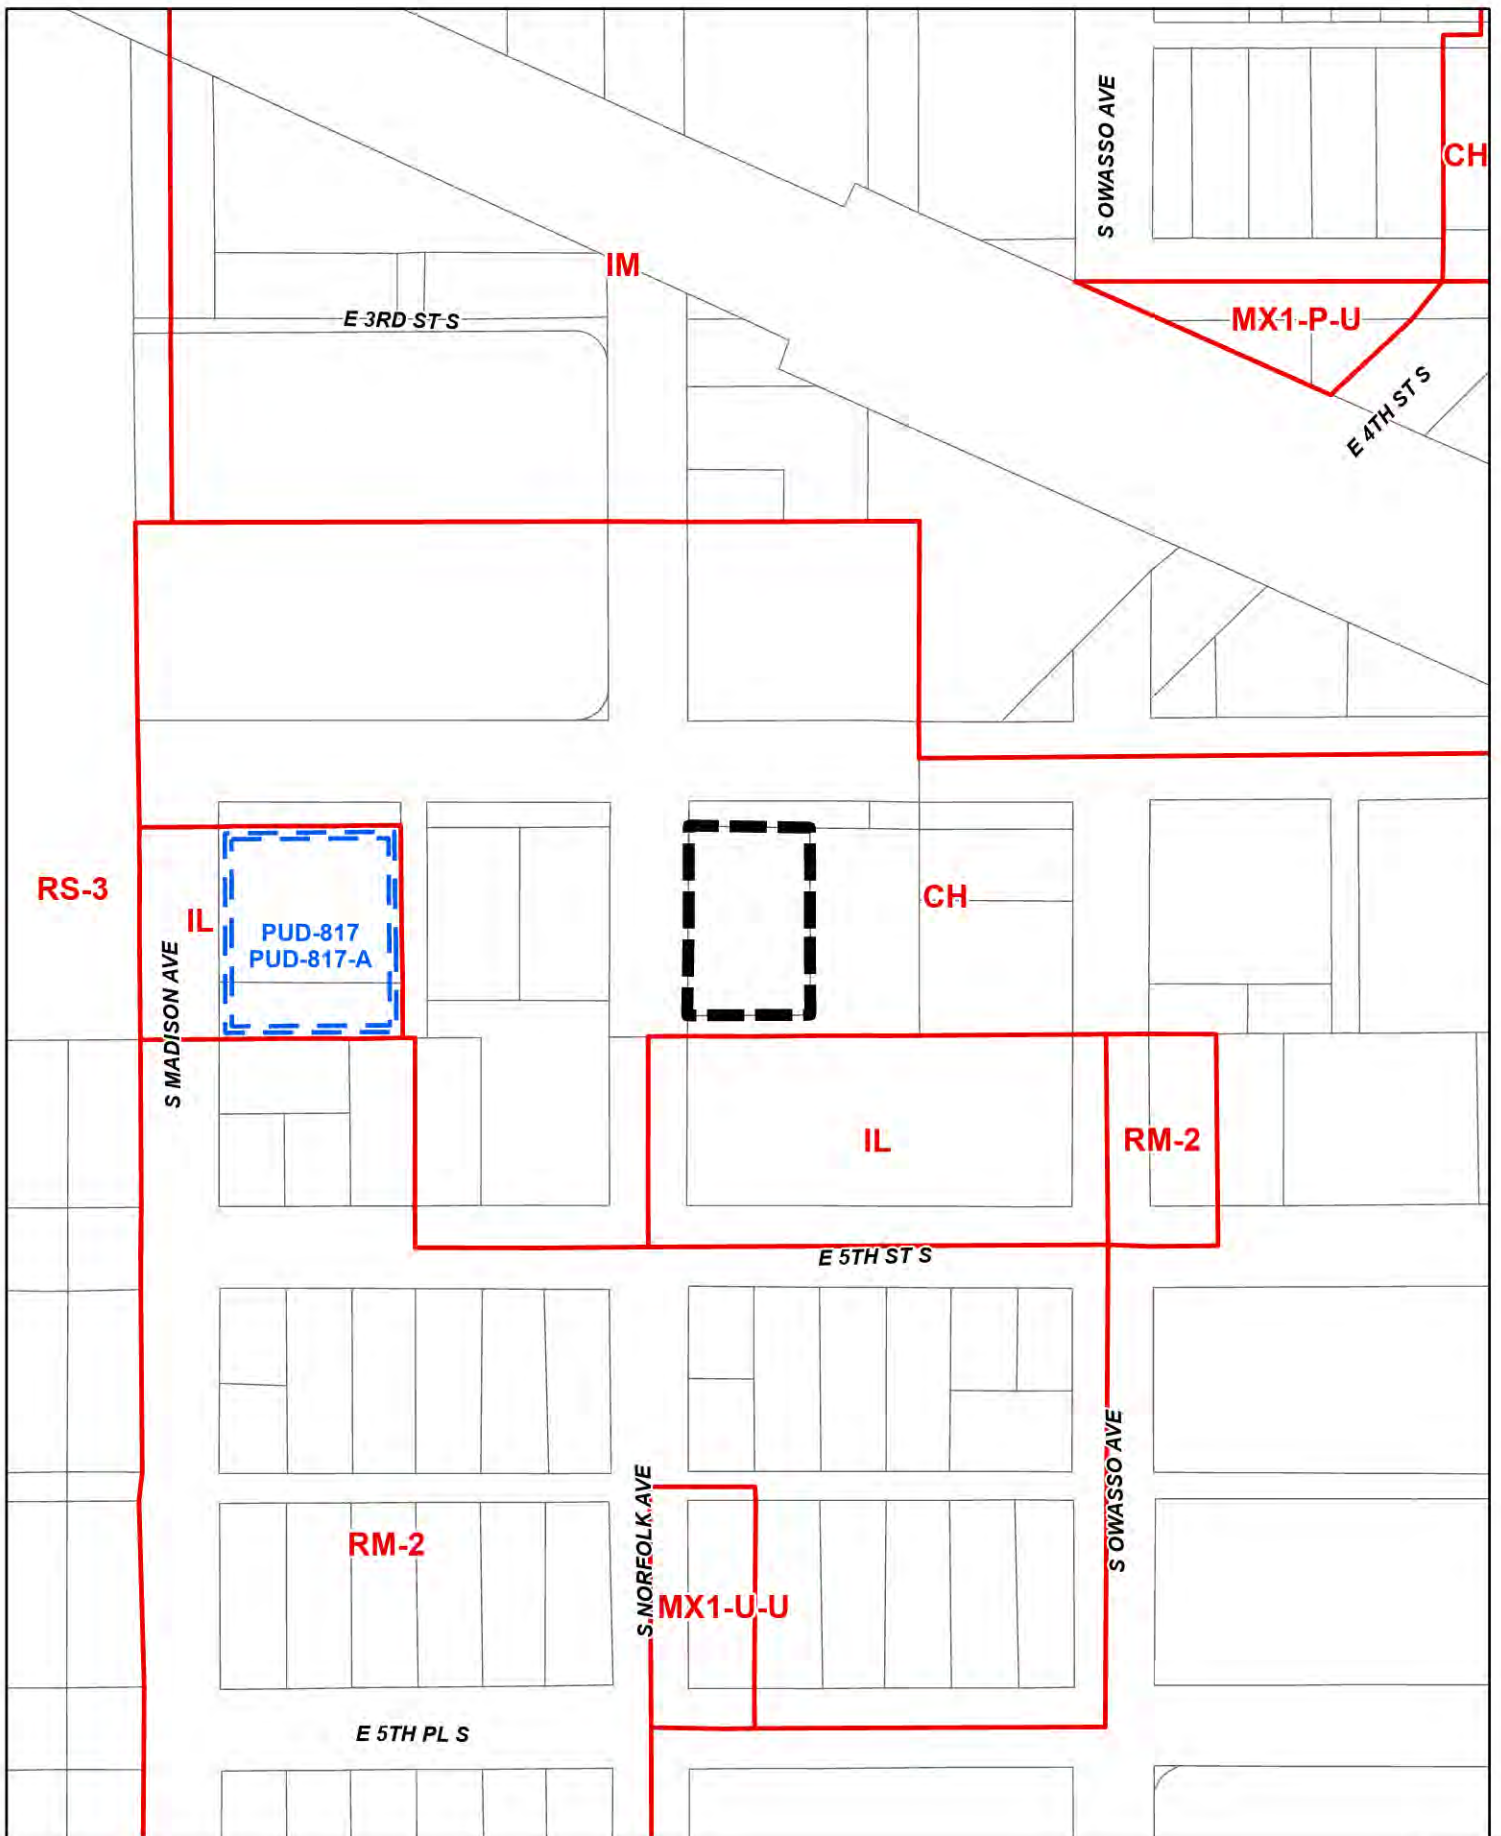 S OWASSO AVE
CH
IM
E 3RD ST S
MX1-P-U
E 4TH ST S
RS-3
IL
PUD-817
PUD-817-A
CH
S MADISON AVE
IL
RM-2
E 5TH ST S
S OWASSO AVE
S NORFOLK AVE
RM-2
MX1-U-U
E 5TH PL S